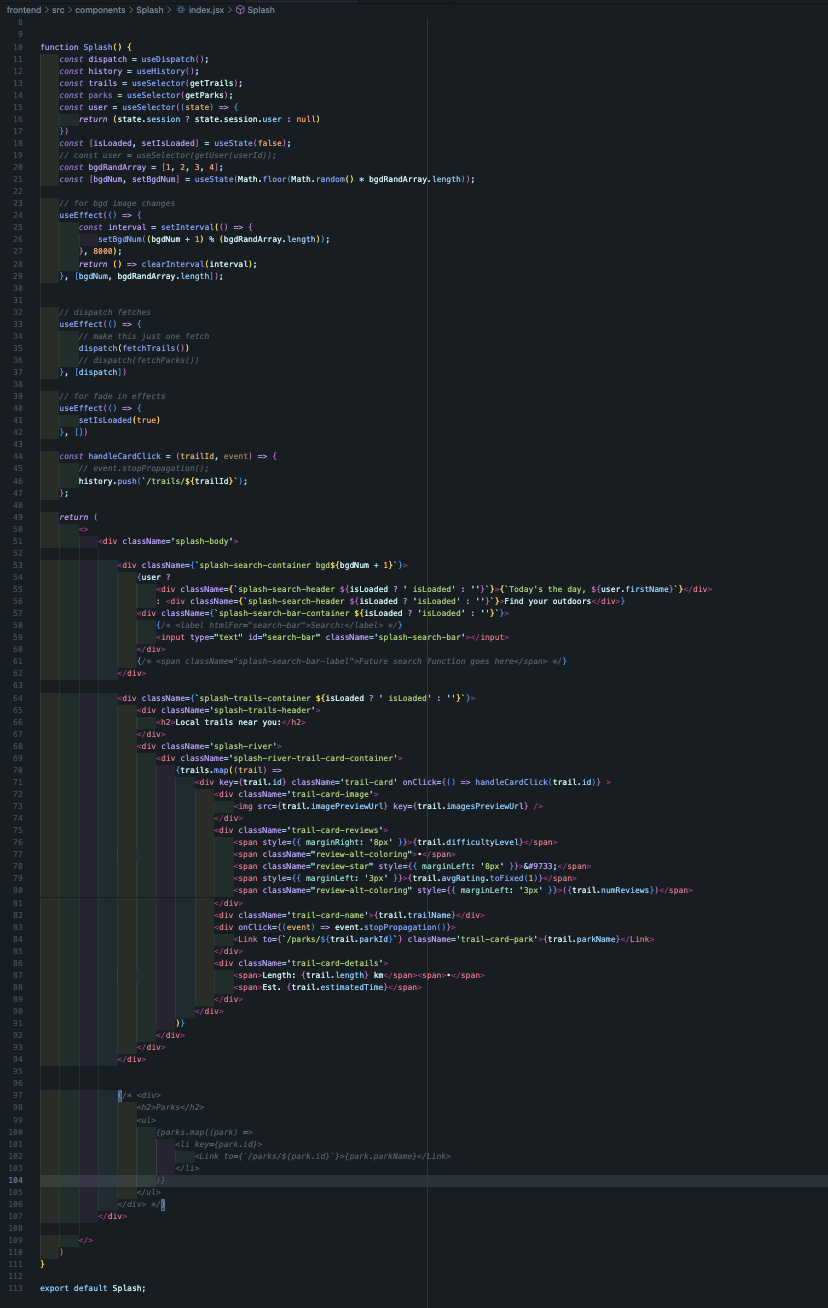 frontend > src > components > Splash > index.jsx > Splash
8
9
10 function Splash() {
11 const dispatch = useDispatch();
12 const history = useHistory();
13 const trails = useSelector(getTrails);
14 const parks = useSelector(getParks);
15 const user = useSelector((state) => {
16 return (state.session ? state.session.user : null)
17 })
18 const [isLoaded, setIsLoaded] = useState(false);
19 // const user = useSelector(getUser(userId));
20 const bgdRandArray = [1, 2, 3, 4];
21 const [bgdNum, setBgdNum] = useState(Math.floor(Math.random() * bgdRandArray.length));
22
23 // for bgd image changes
24 useEffect(() => {
25 const interval = setInterval(() => {
26 setBgdNum((bgdNum + 1) % (bgdRandArray.length));
27 }, 8000);
28 return () => clearInterval(interval);
29 }, [bgdNum, bgdRandArray.length]);
30
31
32 // dispatch fetches
33 useEffect(() => {
34 // make this just one fetch
35 dispatch(fetchTrails())
36 // dispatch(fetchParks())
37 }, [dispatch])
38
39 // for fade in effects
40 useEffect(() => {
41 setIsLoaded(true)
42 }, [])
43
44 const handleCardClick = (trailId, event) => {
45 // event.stopPropagation();
46 history.push(`/trails/${trailId}`);
47 };
48
49 return (
50 <>
51 <div className='splash-body'>
52
53 <div className={`splash-search-container bgd${bgdNum + 1}`}>
54 {user ?
55 <div className={`splash-search-header ${isLoaded ? ' isLoaded' : ''}`}>{`Today's the day, ${user.firstName}`}</div>
56 : <div className={`splash-search-header ${isLoaded ? 'isLoaded' : ''}`}>Find your outdoors</div>}
57 <div className={`splash-search-bar-container ${isLoaded ? 'isLoaded' : ''}`}>
58 {/* <label htmlFor="search-bar">Search:</label> */}
59 <input type="text" id="search-bar" className='splash-search-bar'></input>
60 </div>
61 {/* <span className="splash-search-bar-label">Future search function goes here</span> */}
62 </div>
63
64 <div className={`splash-trails-container ${isLoaded ? ' isLoaded' : ''}`}>
65 <div className='splash-trails-header'>
66 <h2>Local trails near you:</h2>
67 </div>
68 <div className='splash-river'>
69 <div className='splash-river-trail-card-container'>
70 {trails.map((trail) =>
71 <div key={trail.id} className='trail-card' onClick={() => handleCardClick(trail.id)} >
72 <div className='trail-card-image'>
73 <img src={trail.imagePreviewUrl} key={trail.imagesPreviewUrl} />
74 </div>
75 <div className='trail-card-reviews'>
76 <span style={{ marginRight: '8px' }}>{trail.difficultyLevel}</span>
77 <span className="review-alt-coloring">•</span>
78 <span className="review-star" style={{ marginLeft: '8px' }}>&#9733;</span>
79 <span style={{ marginLeft: '3px' }}>{trail.avgRating.toFixed(1)}</span>
80 <span className="review-alt-coloring" style={{ marginLeft: '3px' }}>({trail.numReviews})</span>
81 </div>
82 <div className='trail-card-name'>{trail.trailName}</div>
83 <div onClick={(event) => event.stopPropagation()}>
84 <Link to={`/parks/${trail.parkId}`} className='trail-card-park'>{trail.parkName}</Link>
85 </div>
86 <div className="trail-card-details">
87 <span>Length: {trail.length} km</span><span>•</span>
88 <span>Est. {trail.estimatedTime}</span>
89 </div>
90 </div>
91 )}
92 </div>
93 </div>
94 </div>
95
96
97 {/* <div>
98 <h2>Parks</h2>
99 <ul>
100 {parks.map((park) =>
101 <li key={park.id}>
102 <Link to={`/parks/${park.id}`}>{park.parkName}</Link>
103 </li>
104 )}
105 </ul>
106 </div> */}
107 </div>
108
109 </>
110 )
111 }
112
113 export default Splash;